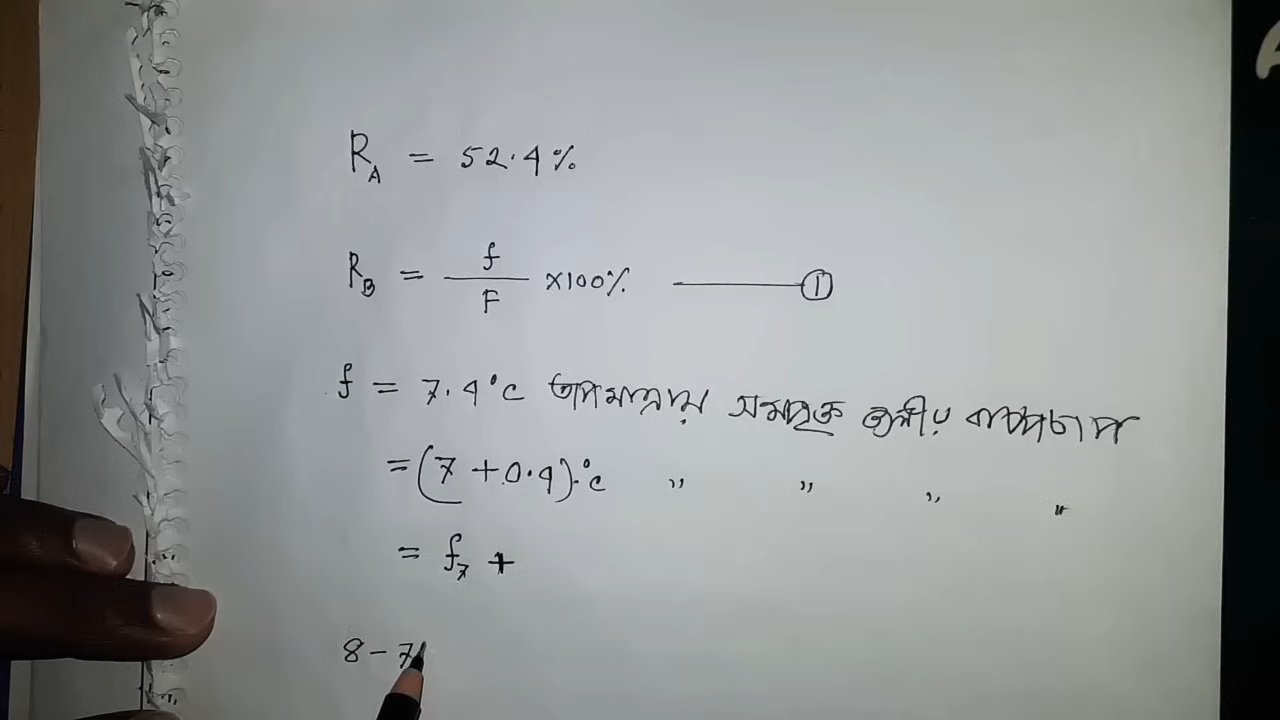 R_A = 52.4%
R_B = f/F ×100% ——— ①
f = 7.4°c তাপমাত্রায় সম্পৃক্ত জলীয় বাষ্পচাপ
= (7 + 0.4)°c " " " "
= f_7 +
8 - 7